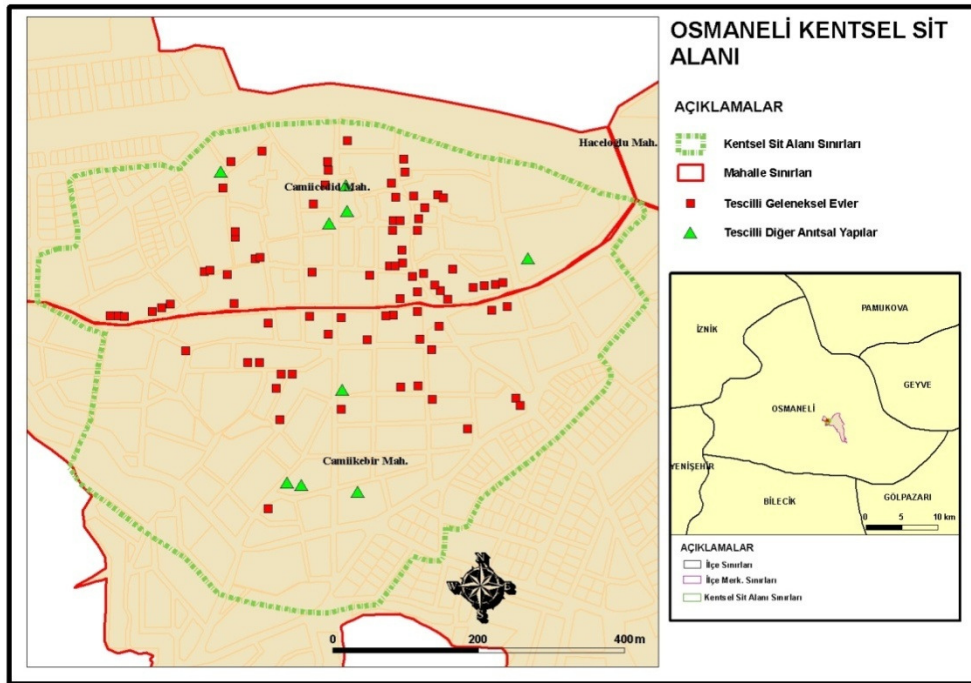 OSMANELİ KENTSEL SİT
ALANI
AÇIKLAMALAR
Kentsel Sit Alanı Sınırları
Mahalle Sınırları
Tescilli Geleneksel Evler
Tescilli Diğer Anıtsal Yapılar
Haceloğlu Mah.
Camiicedid Mah.
Camiikebir Mah.
N
W
E
S
0
200
400 m
PAMUKOVA
İZNİK
GEYVE
OSMANELİ
YENİŞEHİR
BİLECİK
GÖLPAZARI
0
5
10 km
AÇIKLAMALAR
İlçe Sınırları
İlçe Merk. Sınırları
Kentsel Sit Alanı Sınırları